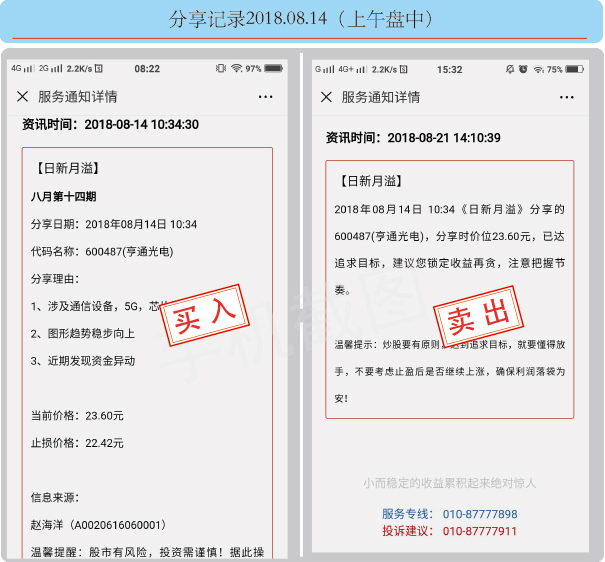 分享记录2018.08.14（上午盘中）
4G 2G 2.2K/s 08:22 97%
服务通知详情
资讯时间：2018-08-14 10:34:30
【日新月溢】
八月第十四期
分享日期：2018年08月14日 10:34
代码名称：600487(亨通光电)
分享理由：
1、涉及通信设备，5G，芯
2、图形趋势稳步向上
3、近期发现资金异动
买入
当前价格：23.60元
止损价格：22.42元
信息来源：
赵海洋（A0020616060001）
温馨提醒：股市有风险，投资需谨慎！据此操
G 4G+ 2.2K/s 15:32 75%
服务通知详情
资讯时间：2018-08-21 14:10:39
【日新月溢】
2018年08月14日 10:34《日新月溢》分享的
600487(亨通光电)，分享时价位23.60元，已达
追求目标，建议您锁定收益再贪，注意把握节
奏。
卖出
温馨提示：炒股要有原则，达到追求目标，就要懂得放
手，不要考虑止盈后是否继续上涨，确保利润落袋为
安！
小而稳定的收益累积起来绝对惊人
服务专线： 010-87777898
投诉建议： 010-87777911